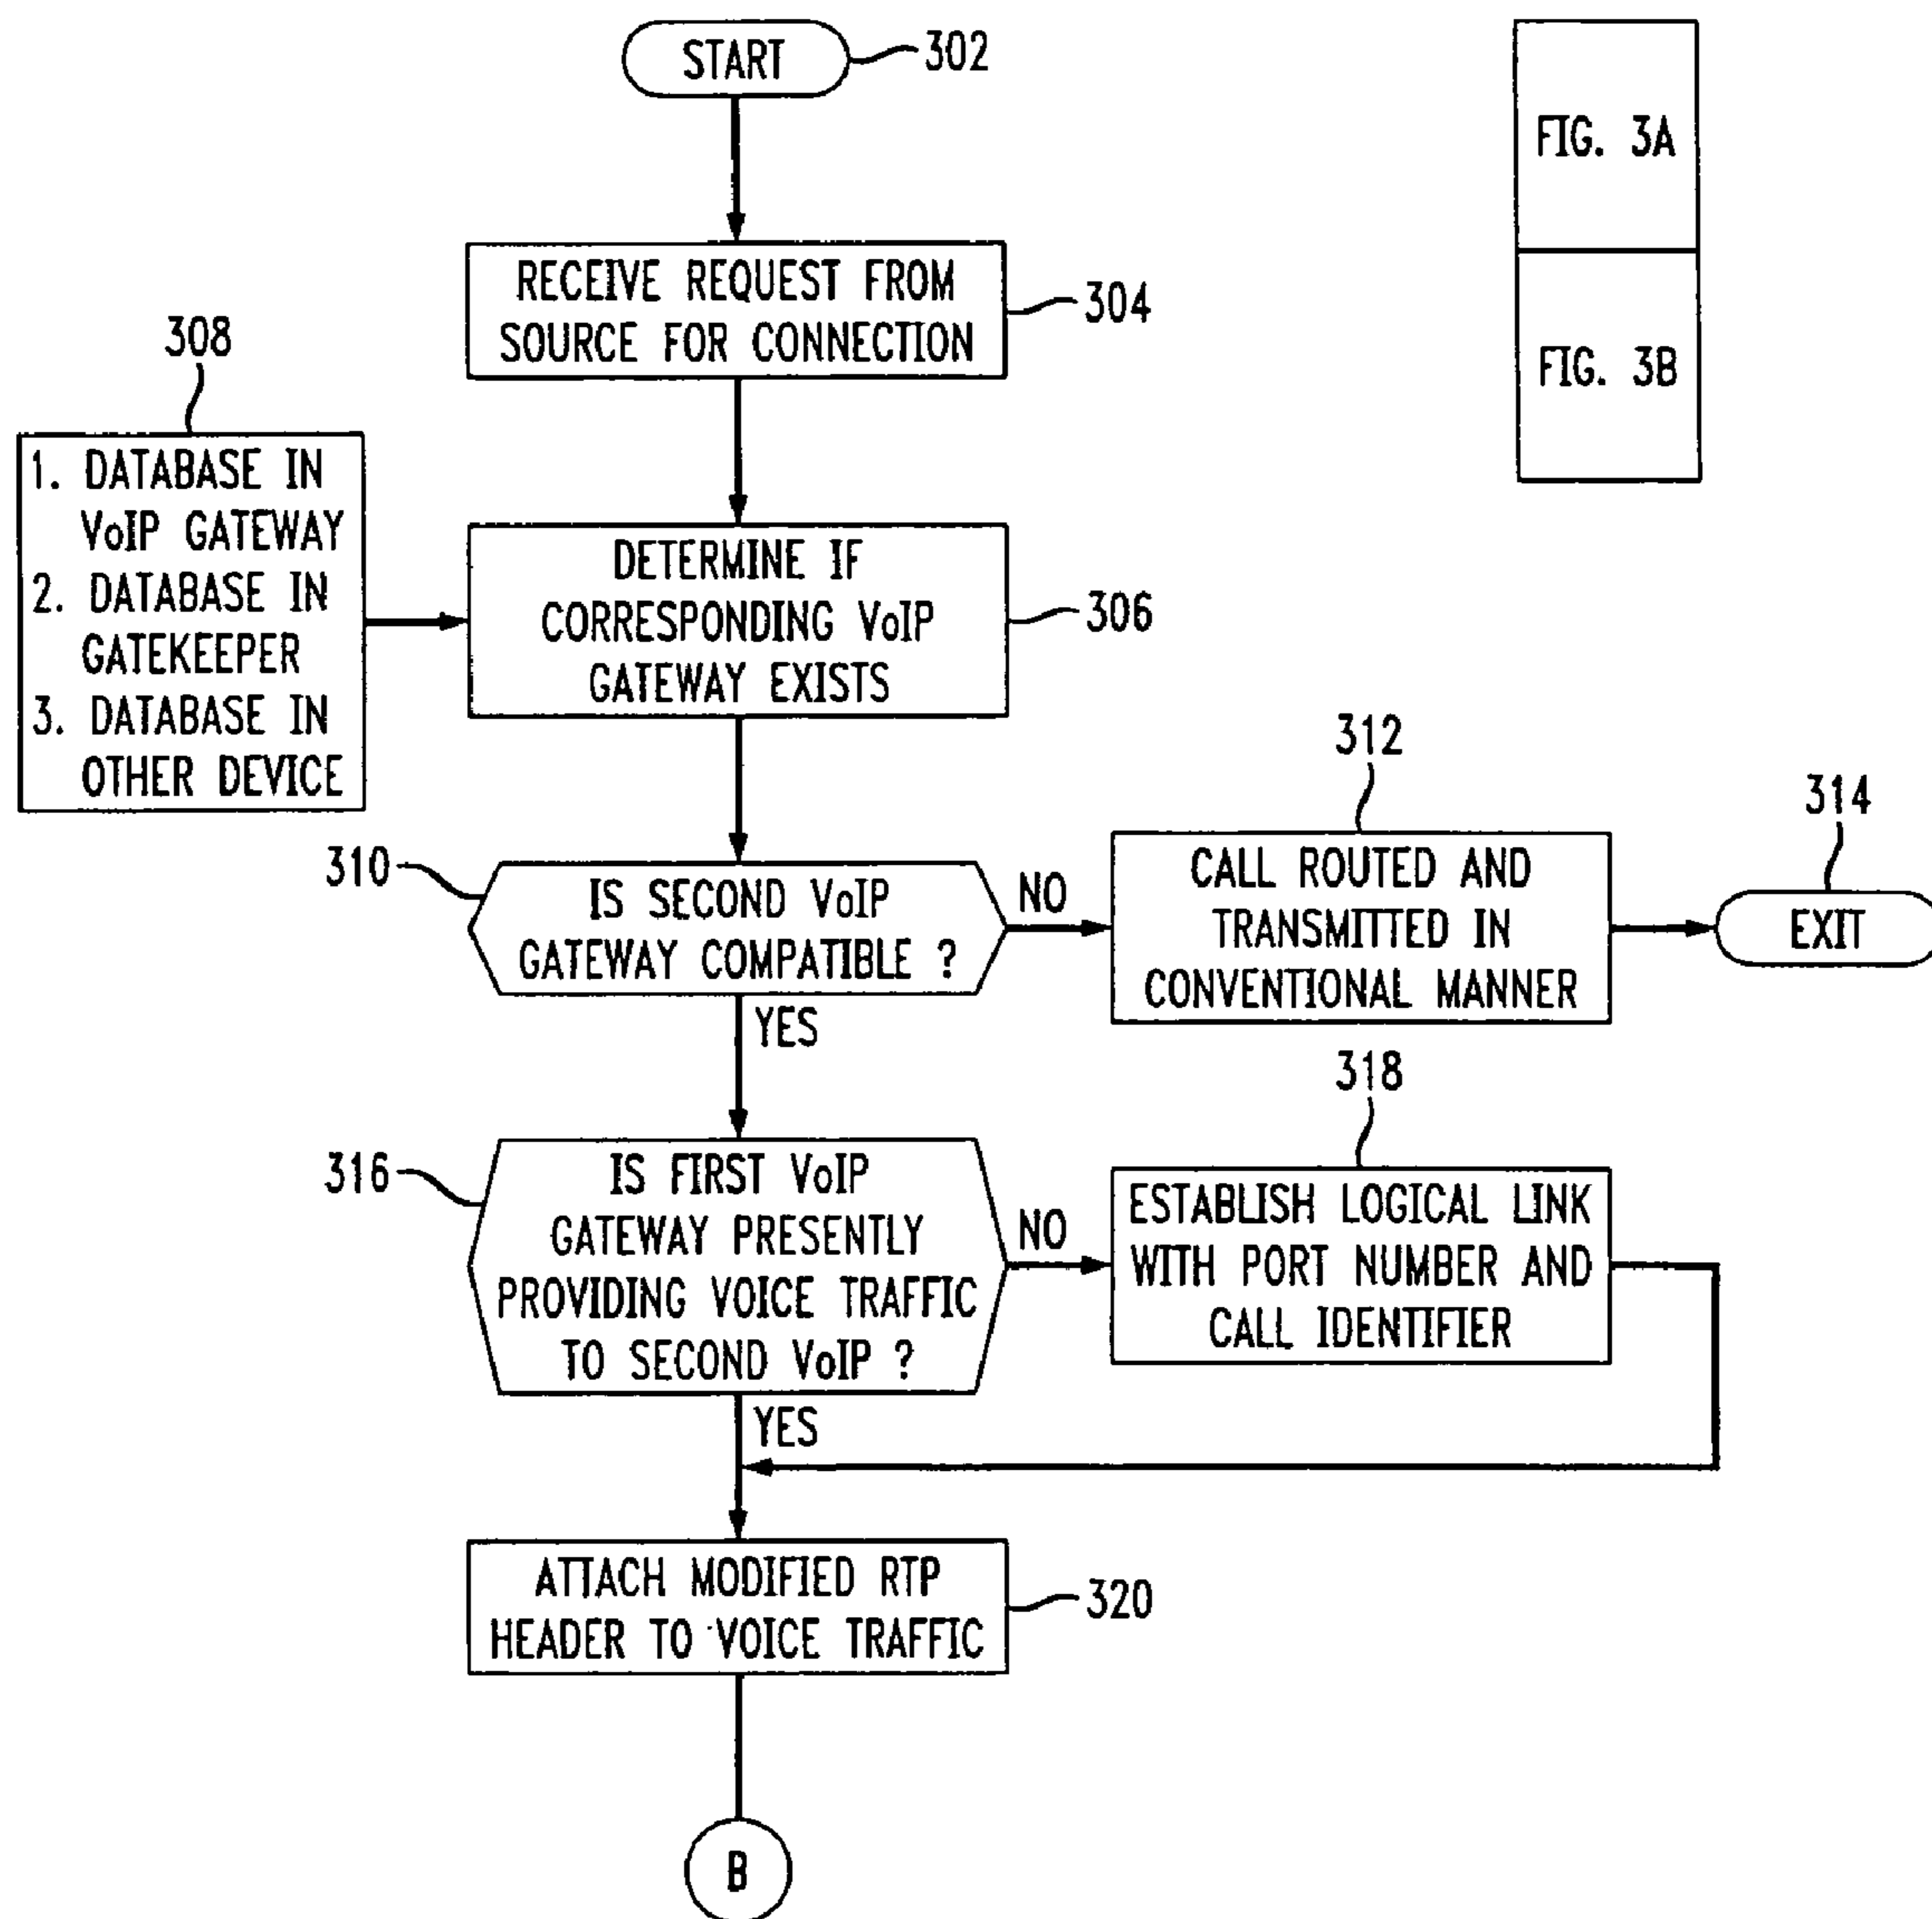 START
302
FIG. 3A
FIG. 3B
RECEIVE REQUEST FROM
SOURCE FOR CONNECTION
304
308
1. DATABASE IN
VoIP GATEWAY
2. DATABASE IN
GATEKEEPER
3. DATABASE IN
OTHER DEVICE
DETERMINE IF
CORRESPONDING VoIP
GATEWAY EXISTS
306
310
IS SECOND VoIP
GATEWAY COMPATIBLE ?
NO
YES
312
CALL ROUTED AND
TRANSMITTED IN
CONVENTIONAL MANNER
314
EXIT
316
IS FIRST VoIP
GATEWAY PRESENTLY
PROVIDING VOICE TRAFFIC
TO SECOND VoIP ?
NO
YES
318
ESTABLISH LOGICAL LINK
WITH PORT NUMBER AND
CALL IDENTIFIER
ATTACH MODIFIED RTP
HEADER TO VOICE TRAFFIC
320
B